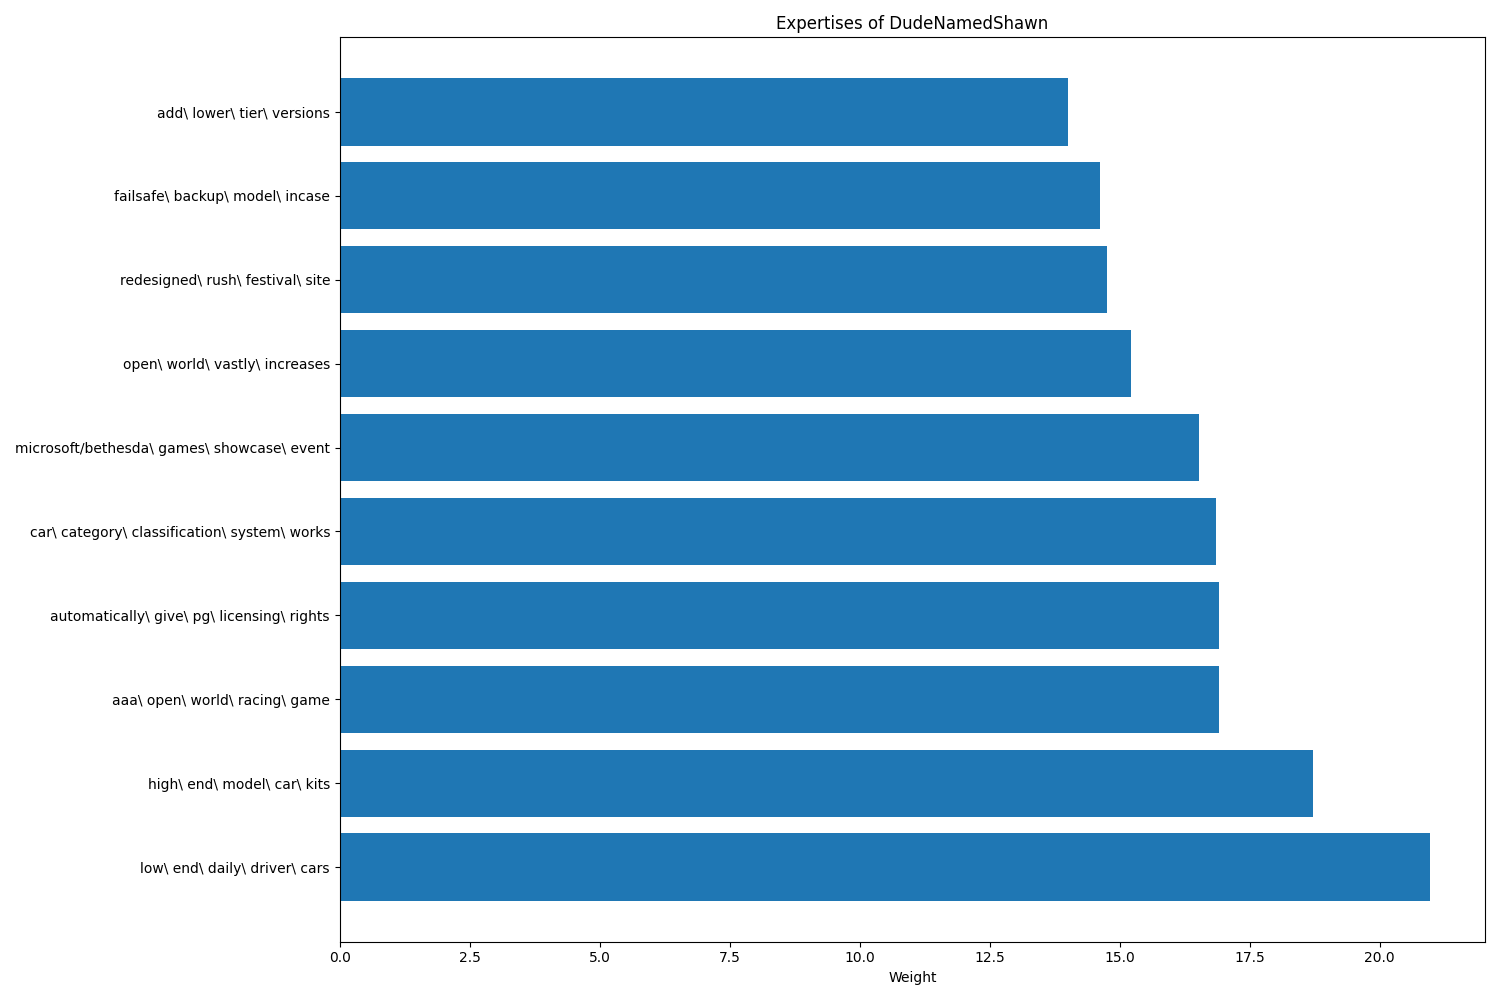 Expertises of DudeNamedShawn
add\ lower\ tier\ versions
failsafe\ backup\ model\ incase
redesigned\ rush\ festival\ site
open\ world\ vastly\ increases
microsoft/bethesda\ games\ showcase\ event
car\ category\ classification\ system\ works
automatically\ give\ pg\ licensing\ rights
aaa\ open\ world\ racing\ game
high\ end\ model\ car\ kits
low\ end\ daily\ driver\ cars
0.0 2.5 5.0 7.5 10.0 12.5 15.0 17.5 20.0
Weight